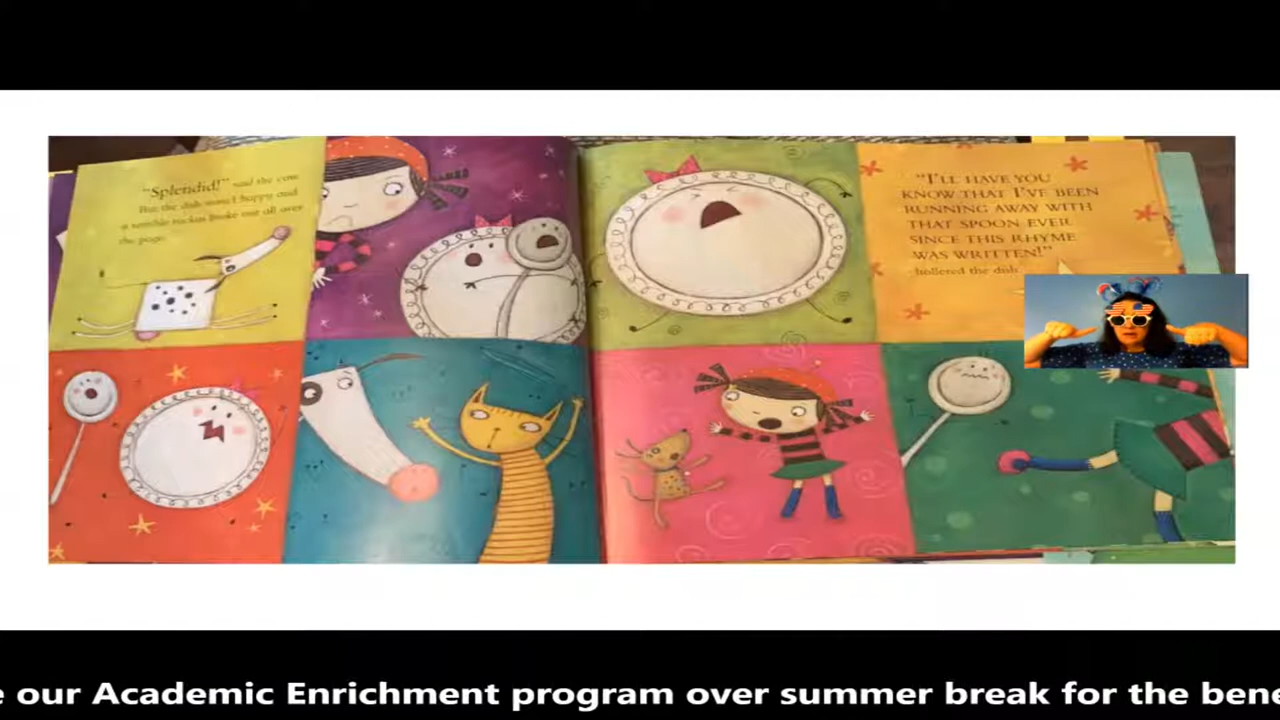 "Splendid!" said the cow.
But the dish wasn't happy and
a terrible ruckus broke out all over
the page.
"I'LL HAVE YOU
KNOW THAT I'VE BEEN
RUNNING AWAY WITH
THAT SPOON EVER
SINCE THIS RHYME
WAS WRITTEN!"
hollered the dish.
e our Academic Enrichment program over summer break for the bene